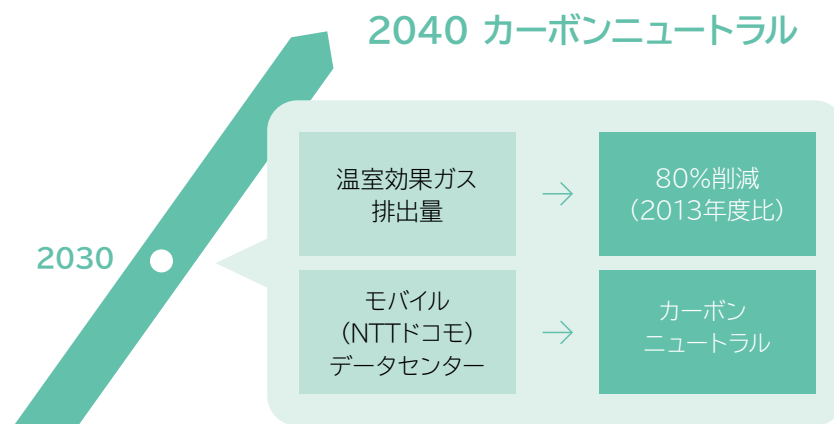 2040 カーボンニュートラル
2030
温室効果ガス
排出量
→
80%削減
(2013年度比)
モバイル
(NTTドコモ)
データセンター
→
カーボン
ニュートラル